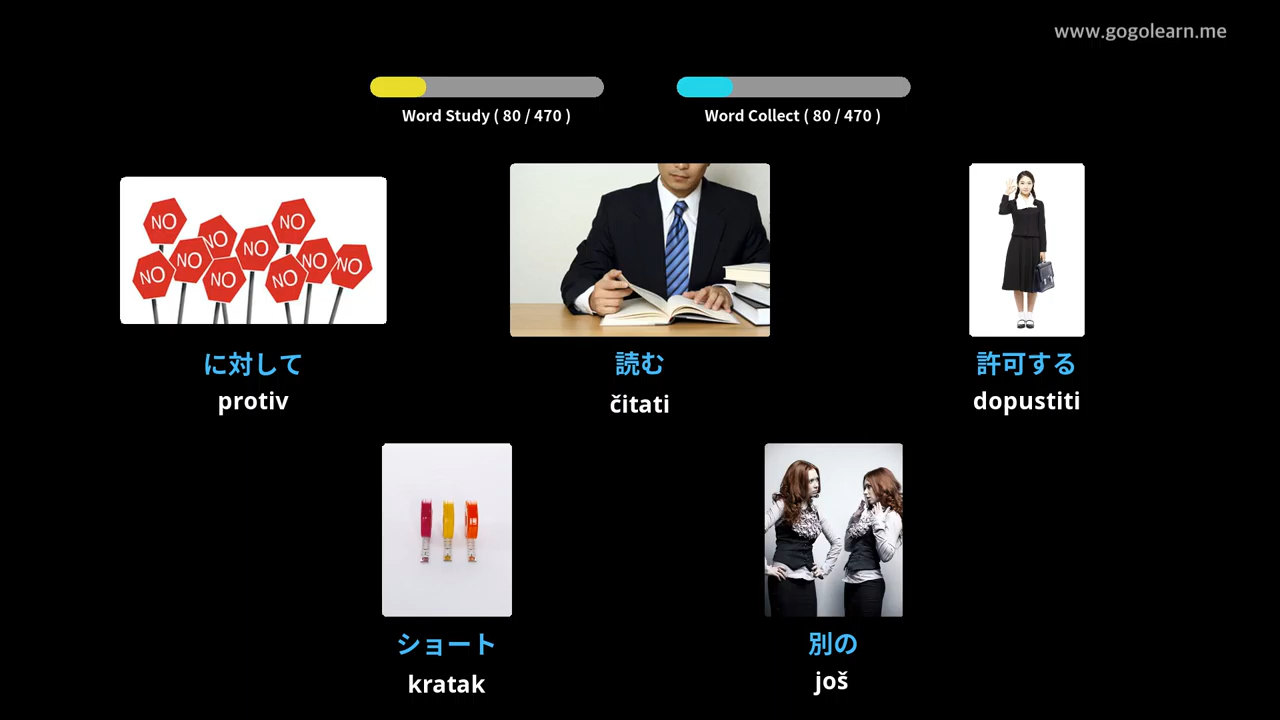 www.gogolearn.me
Word Study ( 80 / 470 )
Word Collect ( 80 / 470 )
NO
NO
NO
NO
NO
NO
NO
NO
NO
NO
に対して
読む
許可する
protiv
čitati
dopustiti
ショート
別の
kratak
još